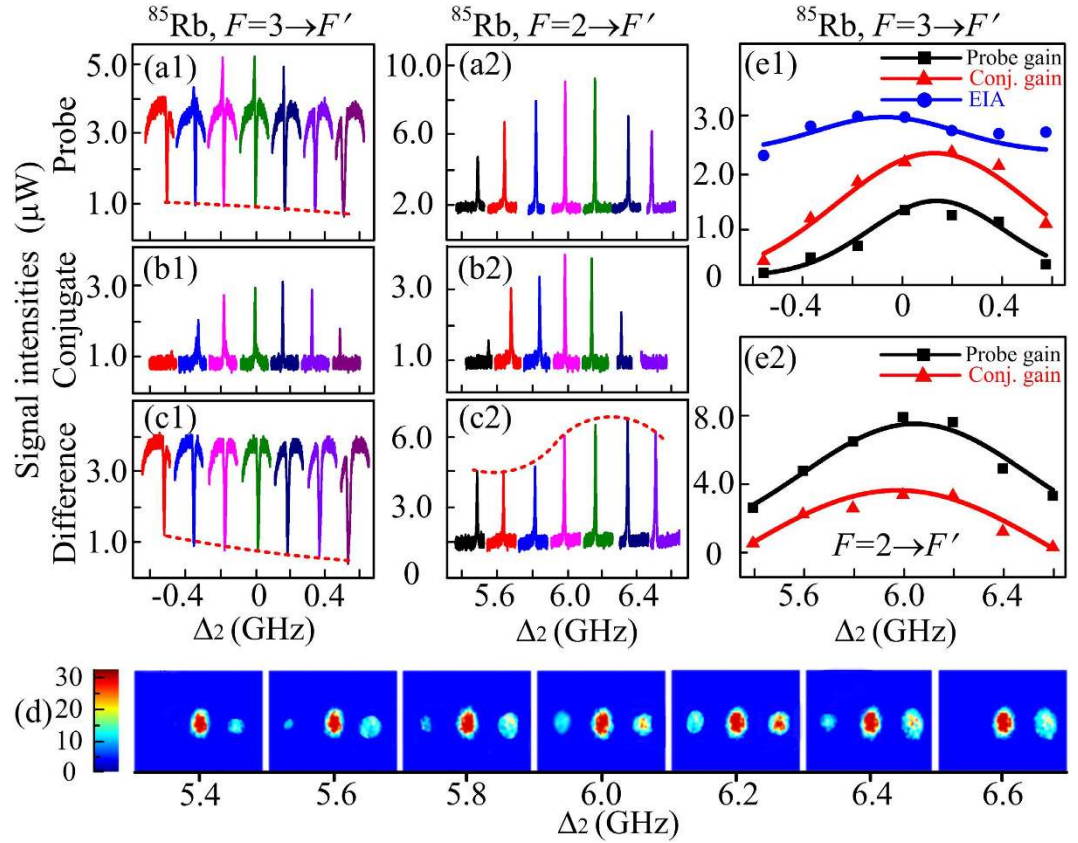 ⁸⁵Rb, F=3→F′
⁸⁵Rb, F=2→F′
⁸⁵Rb, F=3→F′
Signal intensities (μW)
Probe
5.0
3.0
1.0
(a1)
10.0
6.0
2.0
(a2)
(e1)
Probe gain
Conj. gain
EIA
3.0
2.0
1.0
0
-0.4
0
0.4
Conjugate
3.0
1.0
(b1)
3.0
1.0
(b2)
Difference
3.0
1.0
(c1)
6.0
3.0
0
(c2)
(e2)
Probe gain
Conj. gain
8.0
4.0
0
F=2→F′
-0.4
0
0.4
Δ₂ (GHz)
5.6
6.0
6.4
Δ₂ (GHz)
5.6
6.0
6.4
Δ₂ (GHz)
(d)
30
20
10
0
5.4
5.6
5.8
6.0
6.2
6.4
6.6
Δ₂ (GHz)